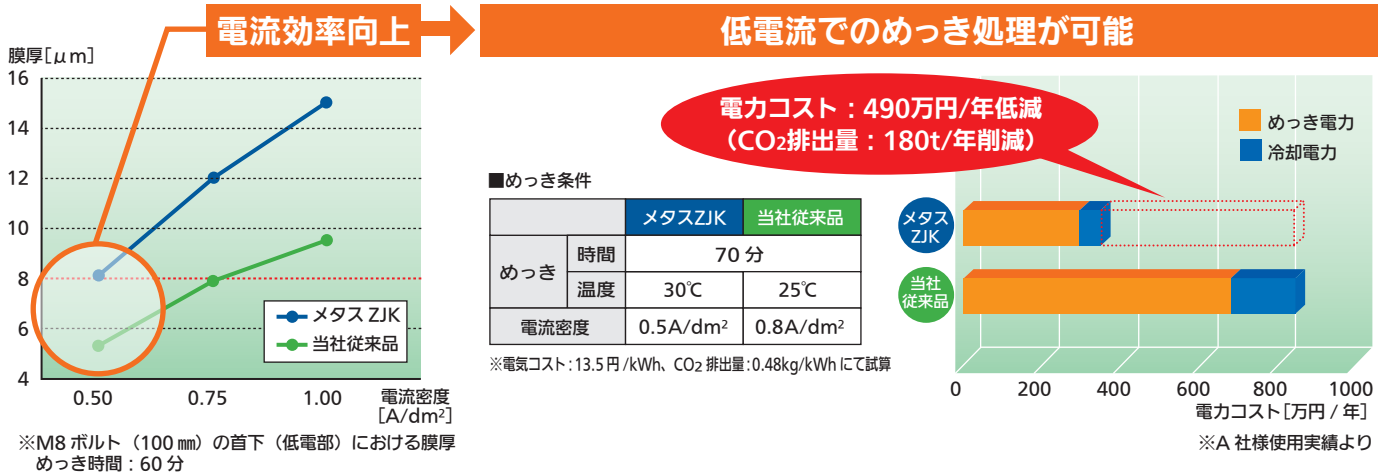 電流効率向上
低電流でのめっき処理が可能
膜厚[μm]
16
14
12
10
8
6
4
メタス ZJK
当社従来品
0.50
0.75
1.00
電流密度
[A/dm²]
※M8 ボルト（100 ㎜）の首下（低電部）における膜厚
めっき時間：60 分
電力コスト：490万円/年低減
（CO₂排出量：180t/年削減）
■めっき条件
メタスZJK 当社従来品
めっき 時間 70 分
温度 30℃ 25℃
電流密度 0.5A/dm² 0.8A/dm²
※電気コスト：13.5 円 /kWh、CO₂ 排出量：0.48kg/kWh にて試算
めっき電力
冷却電力
メタス
ZJK
当社
従来品
0 200 400 600 800 1000
電力コスト［万円 / 年］
※A 社様使用実績より